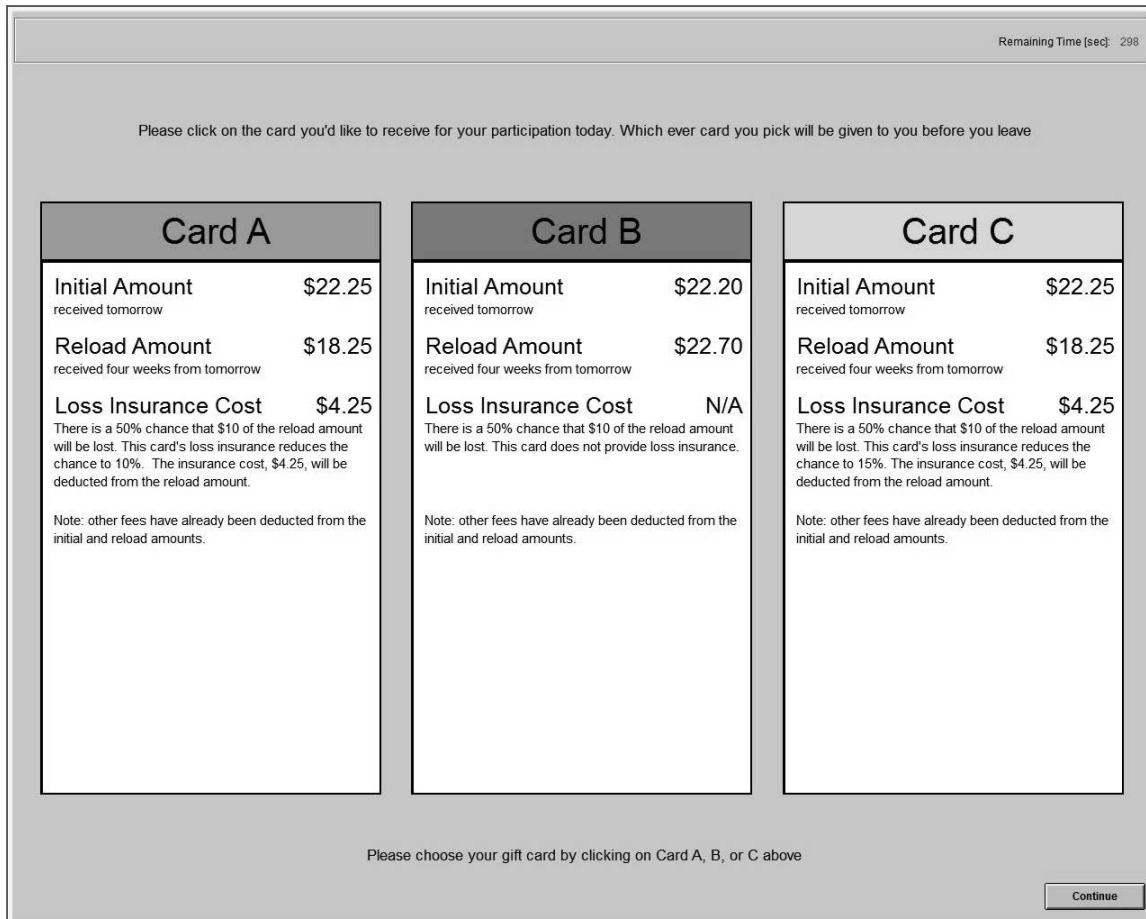 Remaining Time [sec]: 298
Please click on the card you'd like to receive for your participation today. Which ever card you pick will be given to you before you leave
Card A
Initial Amount $22.25
received tomorrow
Reload Amount $18.25
received four weeks from tomorrow
Loss Insurance Cost $4.25
There is a 50% chance that $10 of the reload amount
will be lost. This card's loss insurance reduces the
chance to 10%.  The insurance cost, $4.25, will be
deducted from the reload amount.
Note: other fees have already been deducted from the
initial and reload amounts.
Card B
Initial Amount $22.20
received tomorrow
Reload Amount $22.70
received four weeks from tomorrow
Loss Insurance Cost N/A
There is a 50% chance that $10 of the reload amount
will be lost. This card does not provide loss insurance.
Note: other fees have already been deducted from the
initial and reload amounts.
Card C
Initial Amount $22.25
received tomorrow
Reload Amount $18.25
received four weeks from tomorrow
Loss Insurance Cost $4.25
There is a 50% chance that $10 of the reload amount
will be lost. This card's loss insurance reduces the
chance to 15%. The insurance cost, $4.25, will be
deducted from the reload amount.
Note: other fees have already been deducted from the
initial and reload amounts.
Please choose your gift card by clicking on Card A, B, or C above
Continue